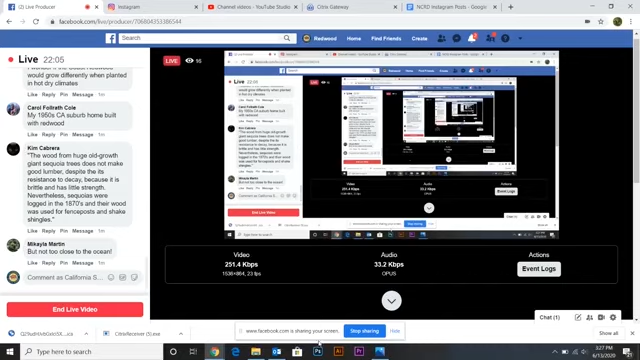 (2) Live Producer
Instagram
Channel videos - YouTube Studio
Citrix Gateway
NCRD Instagram Posts - Google
facebook.com/live/producer/706804353386544
Search
Redwood
Home
Find Friends
Create
Live 22:05
would grow differently when planted
in hot dry climates
Like Reply Pin Message 1m
Carol Follrath Cole
My 1950s CA suburb home built
with redwood
Like Reply Pin Message 1m
Kim Cabrera
"The wood from huge old-growth
giant sequoia trees does not make
good lumber, despite the its
resistance to decay, because it is
brittle and has little strength.
Nevertheless, sequoias were
logged in the 1870's and their wood
was used for fenceposts and shake
shingles."
Like Reply Pin Message 1m
Mikayla Martin
But not too close to the ocean!
Like Reply Pin Message 1m
Comment as California S...
End Live Video
LIVE
95
Video
251.4 Kbps
1536×864, 23 fps
Audio
33.2 Kbps
OPUS
Actions
Event Logs
Chat (1)
www.facebook.com is sharing your screen.
Stop sharing
Hide
CitrixReceiver (5).exe
Show all
Type here to search
3:27 PM
6/13/2020